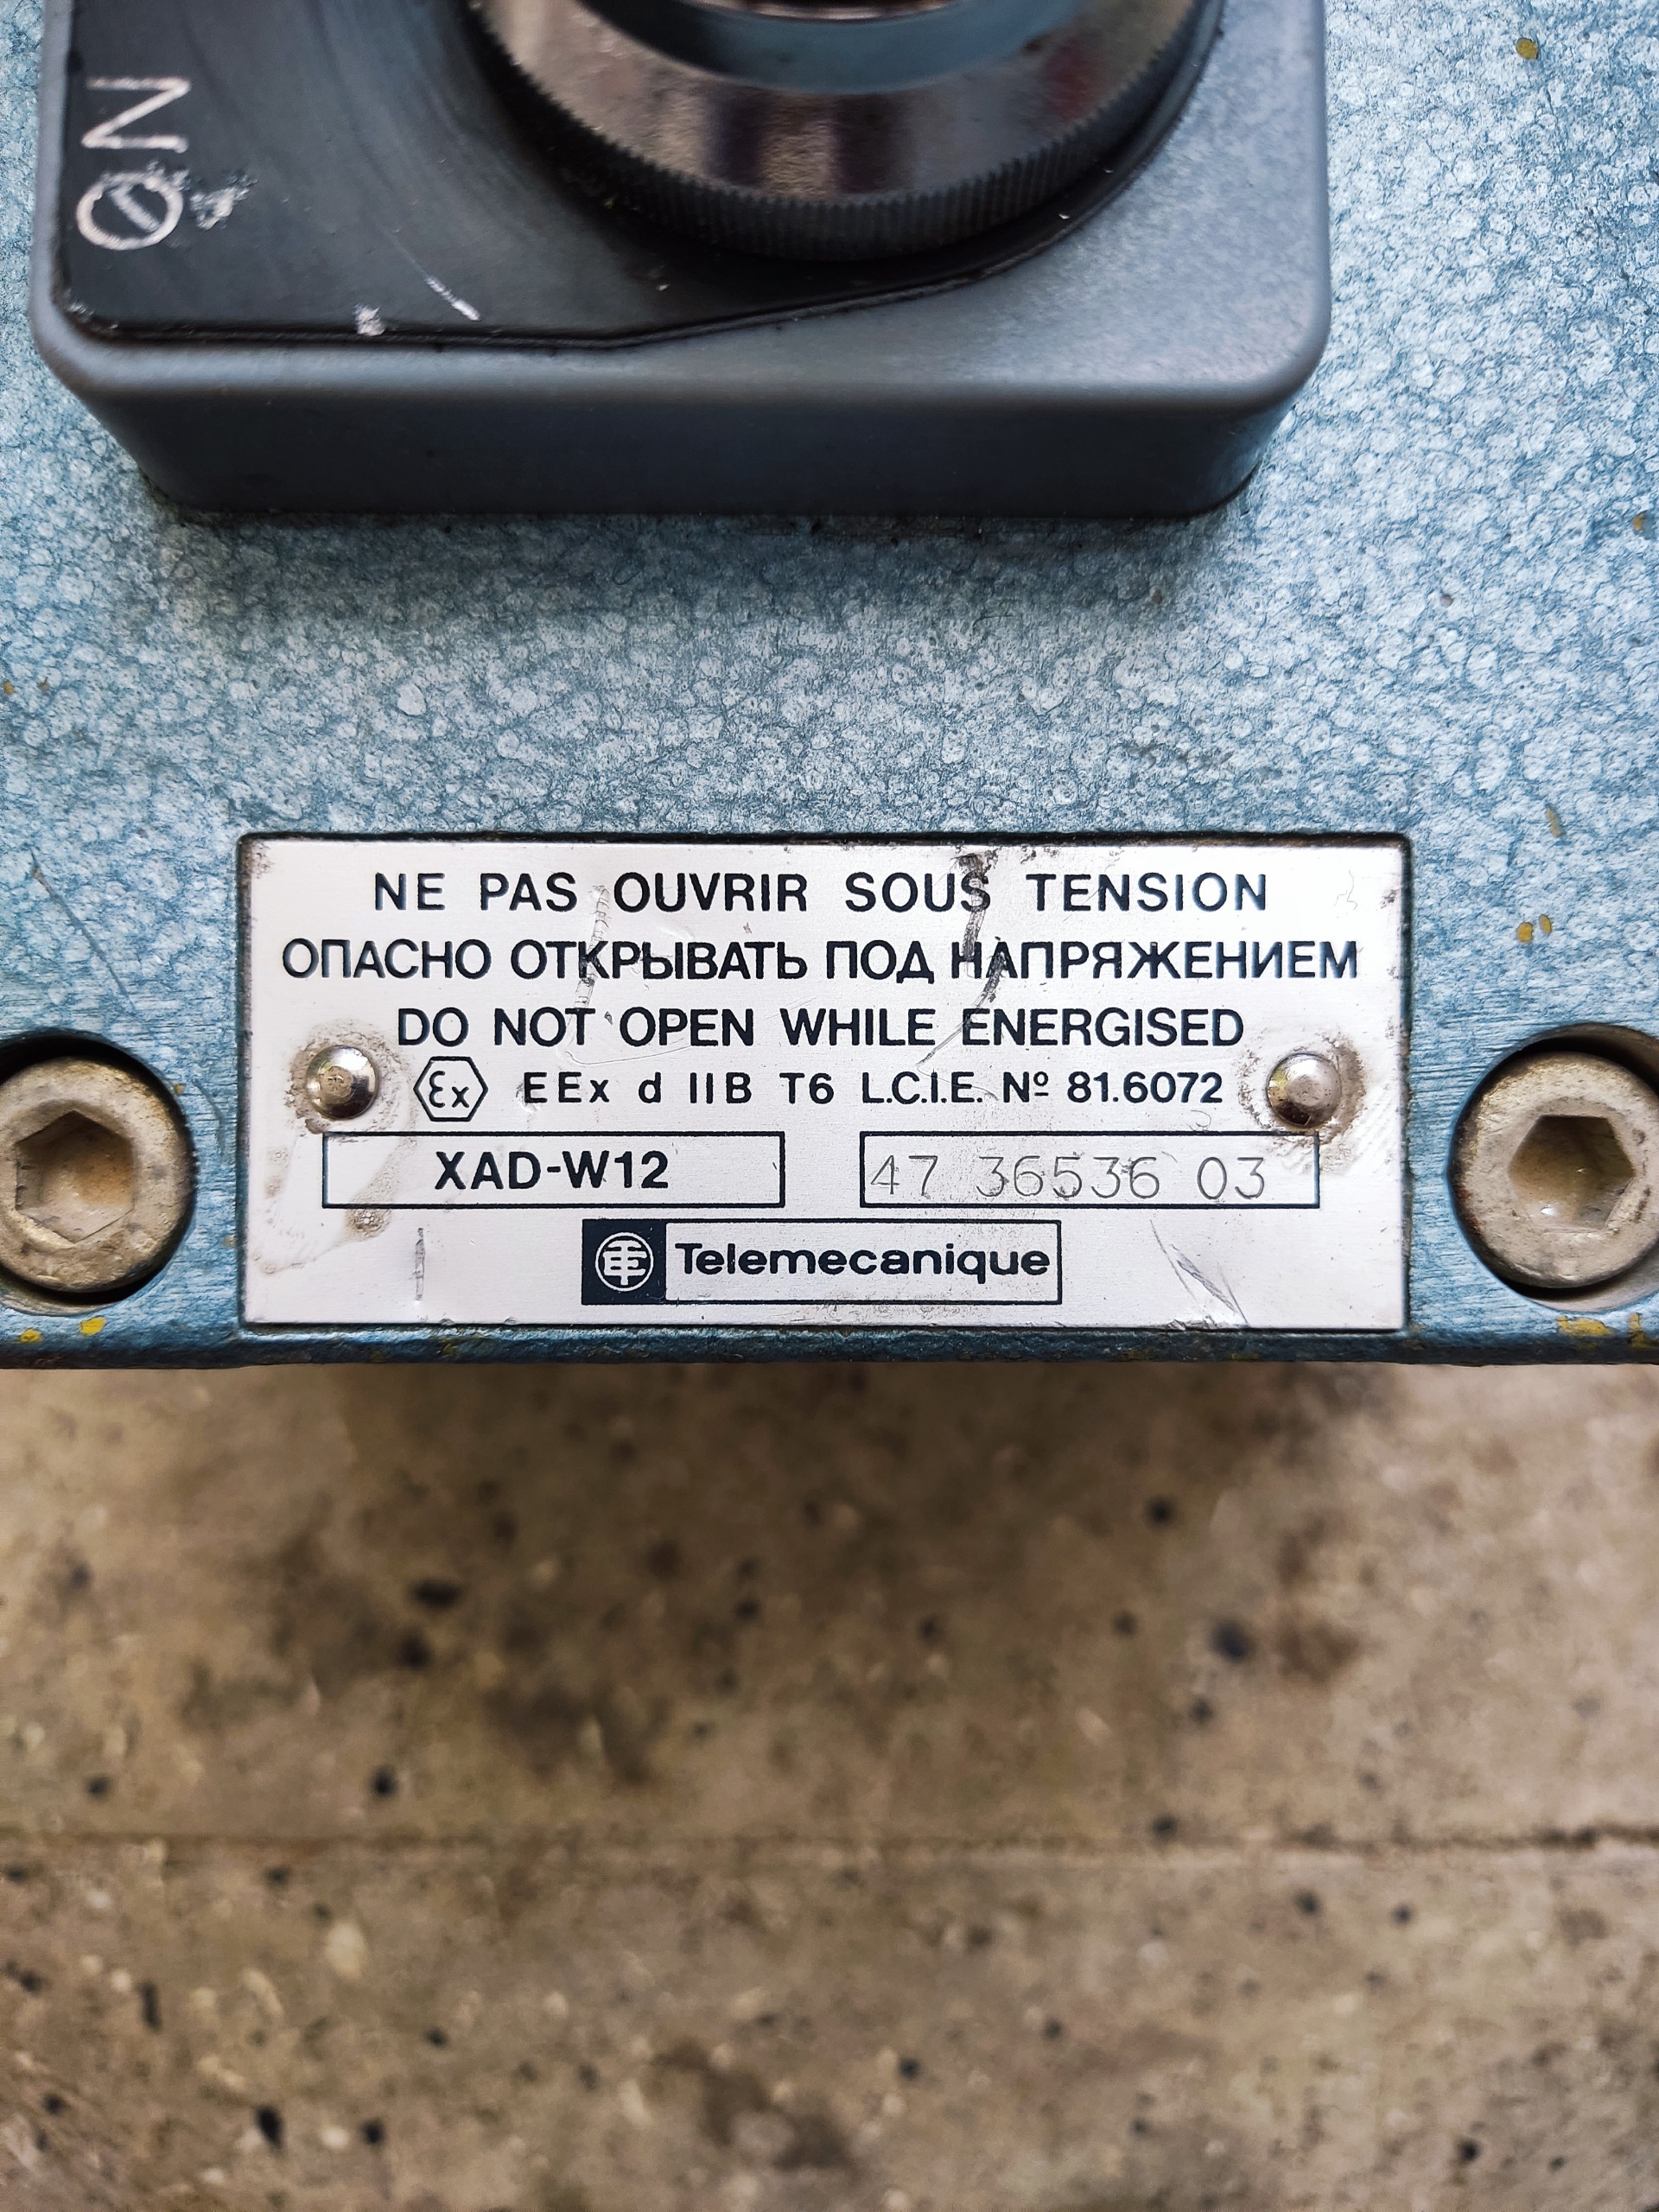 ON
NE PAS OUVRIR SOUS TENSION
ОПАСНО ОТКРЫВАТЬ ПОД НАПРЯЖЕНИЕМ
DO NOT OPEN WHILE ENERGISED
Ex EEx d IIB T6 L.C.I.E. Nº 81.6072
XAD-W12 47 36536 03
Telemecanique